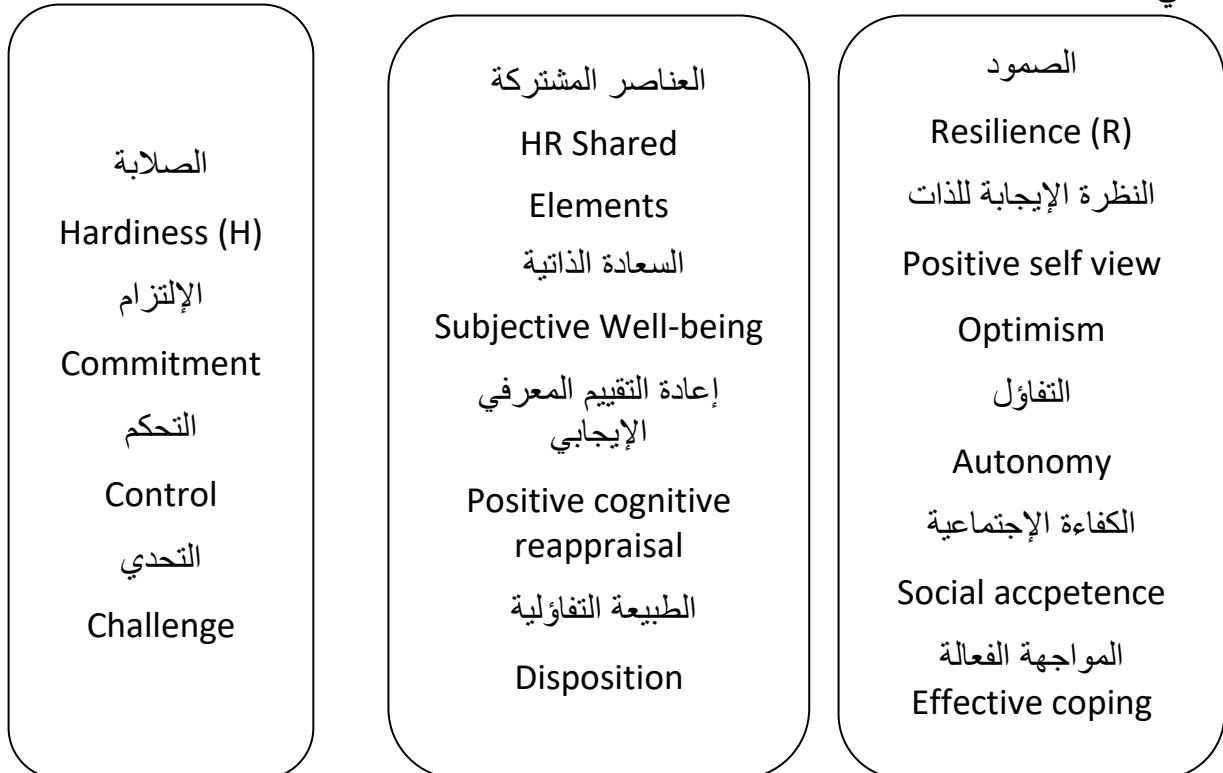 الصمود
Resilience (R)
النظرة الإيجابة للذات
Positive self view
Optimism
التفاؤل
Autonomy
الكفاءة الإجتماعية
Social accpetence
المواجهة الفعالة
Effective coping
العناصر المشتركة
HR Shared
Elements
السعادة الذاتية
Subjective Well-being
إعادة التقييم المعرفي
الإيجابي
Positive cognitive
reappraisal
الطبيعة التفاؤلية
Disposition
الصلابة
Hardiness (H)
الإلتزام
Commitment
التحكم
Control
التحدي
Challenge